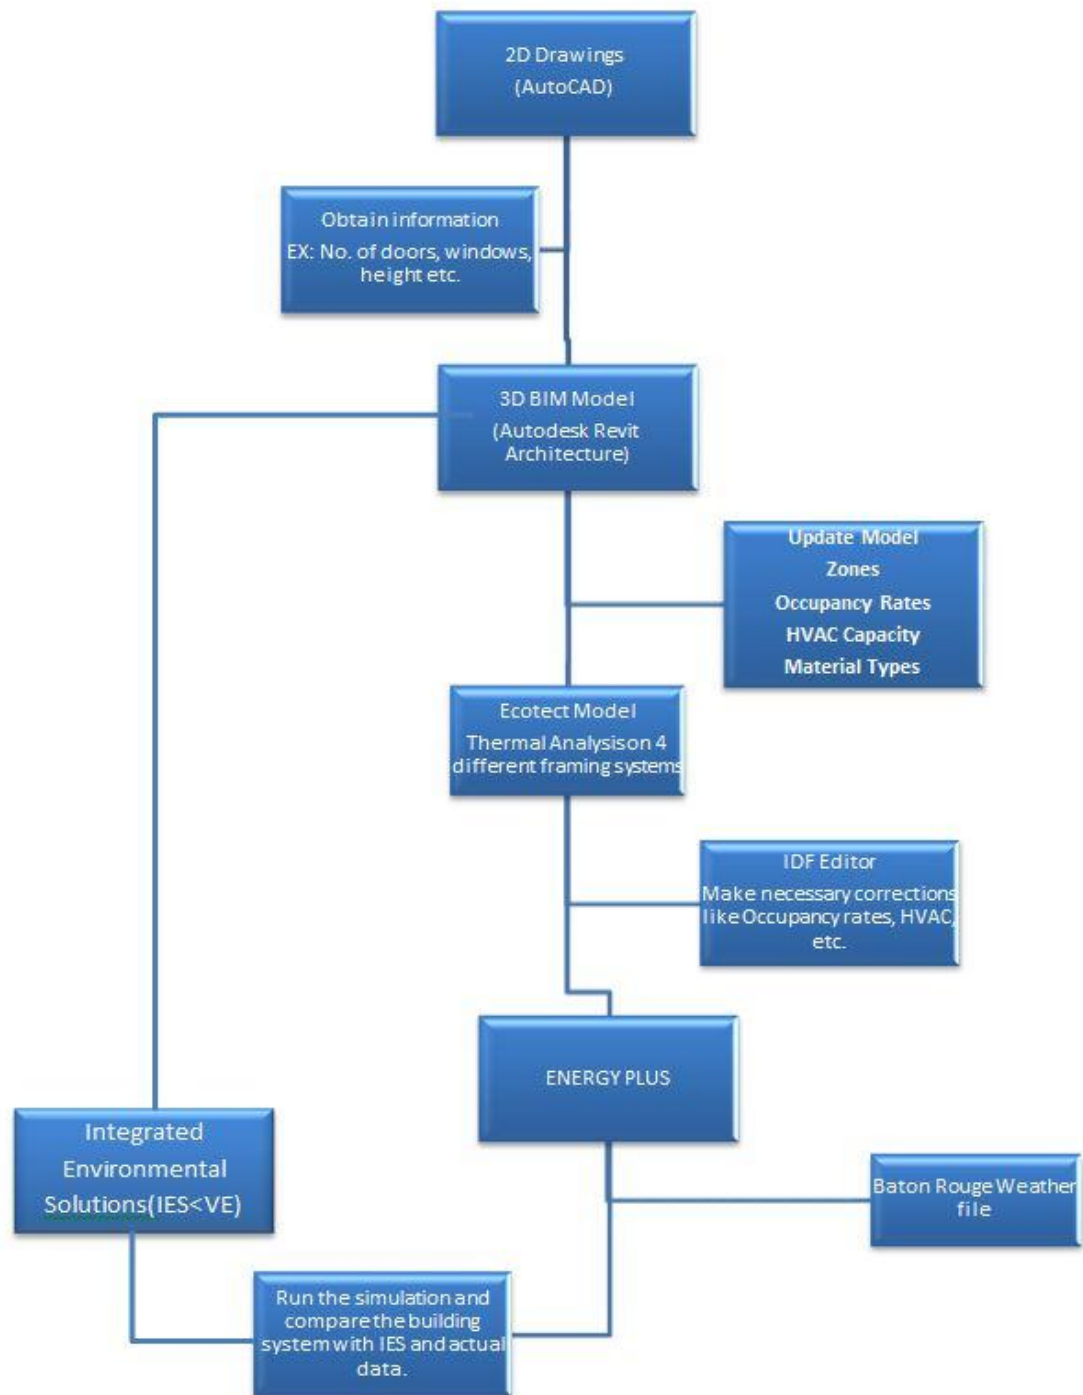 2D Drawings
(AutoCAD)
Obtain information
EX: No. of doors, windows,
height etc.
3D BIM Model
(Autodesk Revit
Architecture)
Update Model
Zones
Occupancy Rates
HVAC Capacity
Material Types
Ecotect Model
Thermal Analysison 4
different framing systems
IDF Editor
Make necessary corrections
like Occupancy rates, HVAC,
etc.
ENERGY PLUS
Integrated
Environmental
Solutions(IES<VE)
Baton Rouge Weather
file
Run the simulation and
compare the building
system with IES and actual
data.